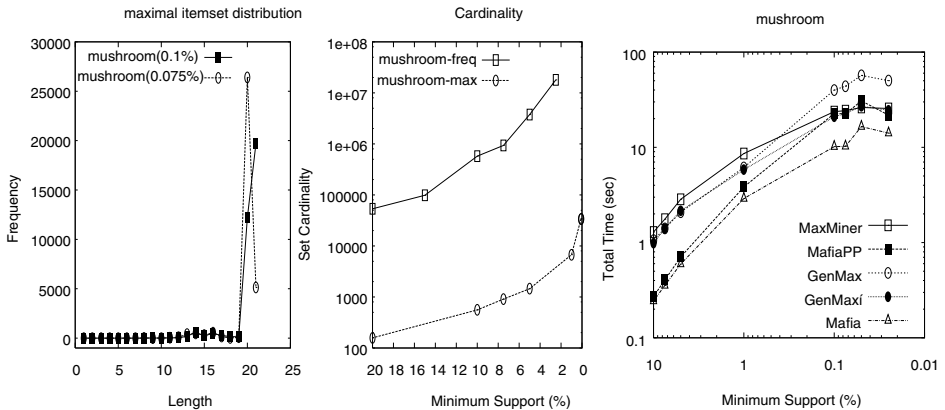 maximal itemset distribution
30000
25000
20000
15000
10000
5000
0
Frequency
mushroom(0.1%)
mushroom(0.075%)
0 5 10 15 20 25
Length
Cardinality
1e+08
1e+07
1e+06
100000
10000
1000
100
Set Cardinality
mushroom-freq
mushroom-max
20 18 16 14 12 10 8 6 4 2 0
Minimum Support (%)
mushroom
100
10
1
0.1
Total Time (sec)
MaxMiner
MafiaPP
GenMax
GenMaxí
Mafia
10 1 0.1 0.01
Minimum Support (%)